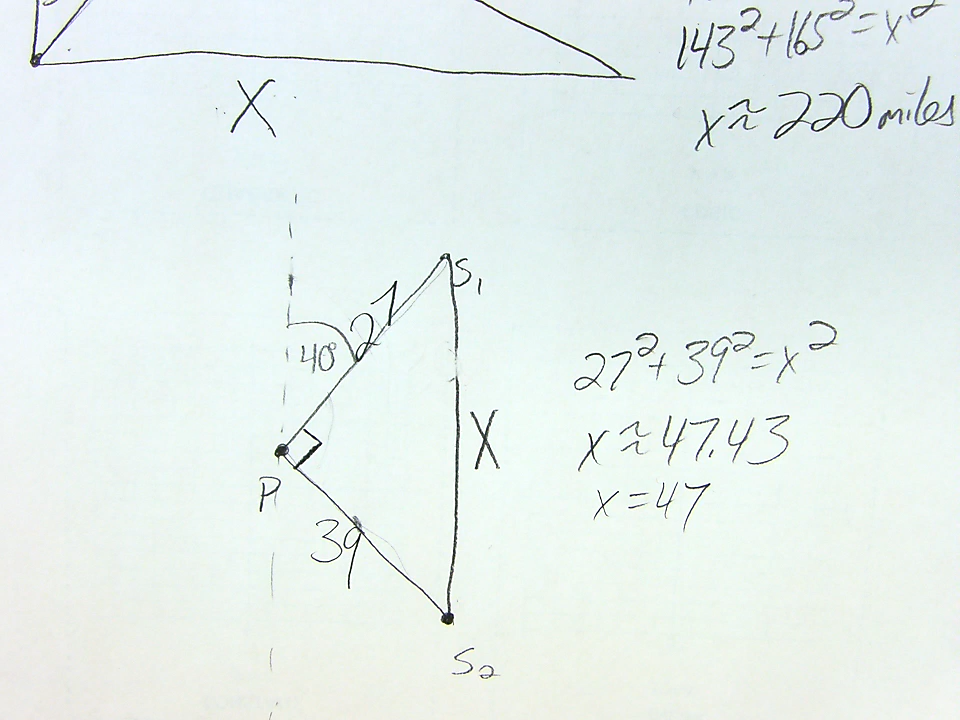 143²+165²=x²
x≈220 miles
X
S₁
27
40°
27²+39²=x²
x≈47.43
X
x=47
P
39
S₂